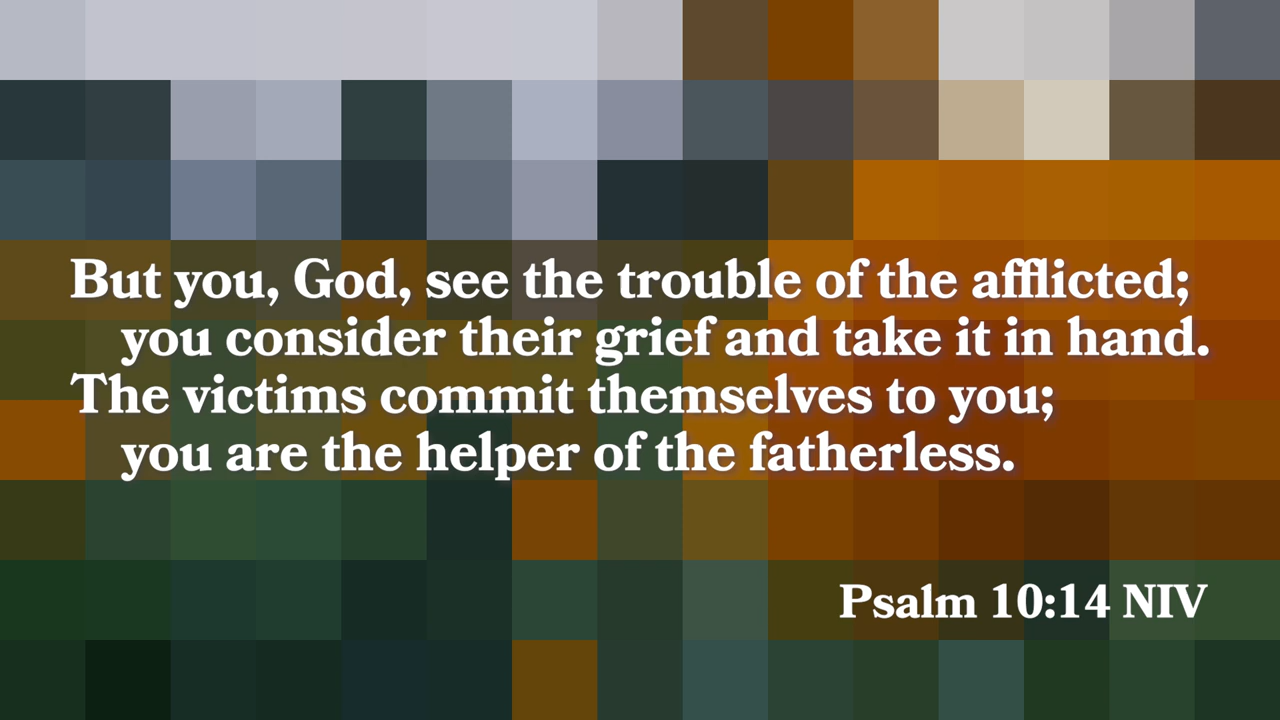 But you, God, see the trouble of the afflicted;
you consider their grief and take it in hand.
The victims commit themselves to you;
you are the helper of the fatherless.
Psalm 10:14 NIV